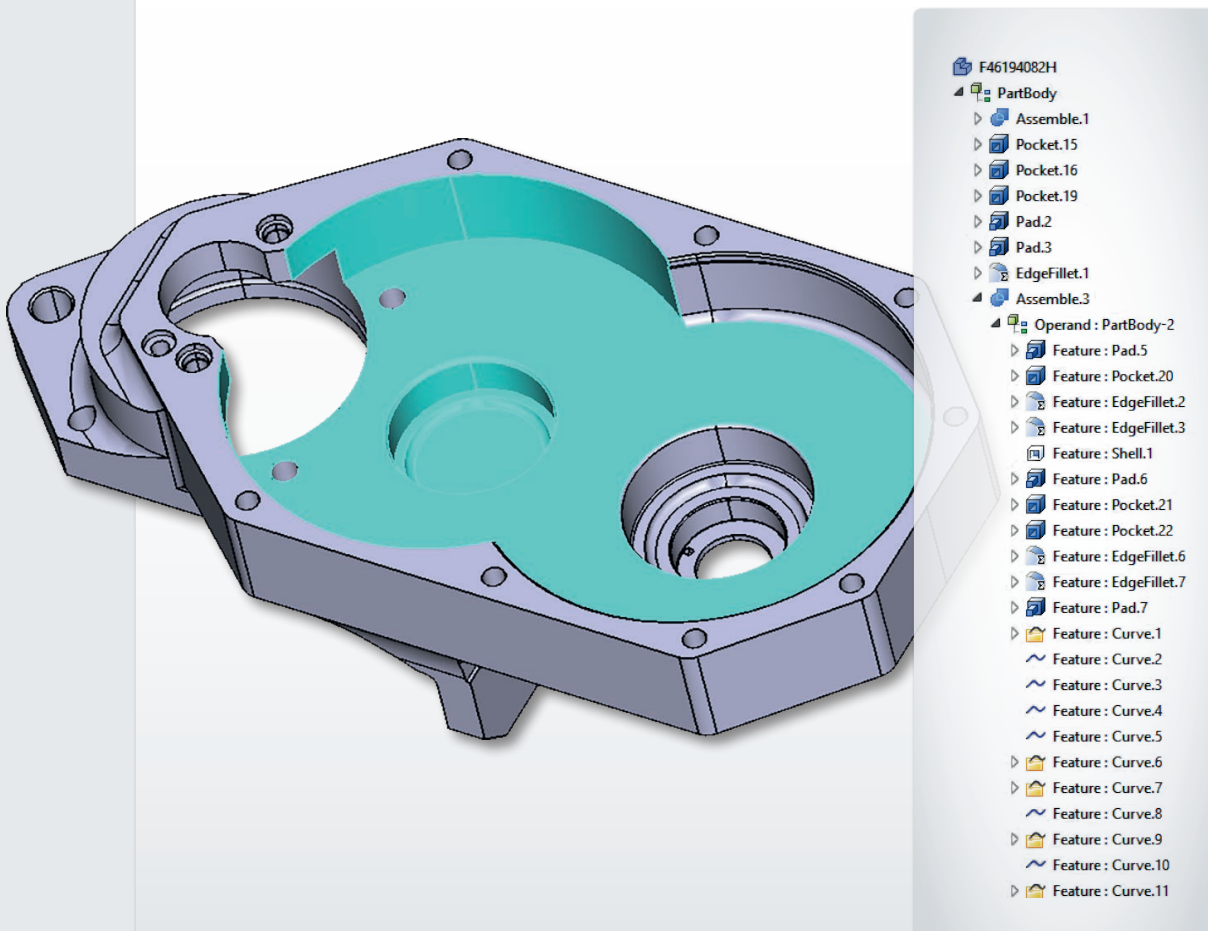 F46194082H
PartBody
Assemble.1
Pocket.15
Pocket.16
Pocket.19
Pad.2
Pad.3
EdgeFillet.1
Assemble.3
Operand : PartBody-2
Feature : Pad.5
Feature : Pocket.20
Feature : EdgeFillet.2
Feature : EdgeFillet.3
Feature : Shell.1
Feature : Pad.6
Feature : Pocket.21
Feature : Pocket.22
Feature : EdgeFillet.6
Feature : EdgeFillet.7
Feature : Pad.7
Feature : Curve.1
Feature : Curve.2
Feature : Curve.3
Feature : Curve.4
Feature : Curve.5
Feature : Curve.6
Feature : Curve.7
Feature : Curve.8
Feature : Curve.9
Feature : Curve.10
Feature : Curve.11